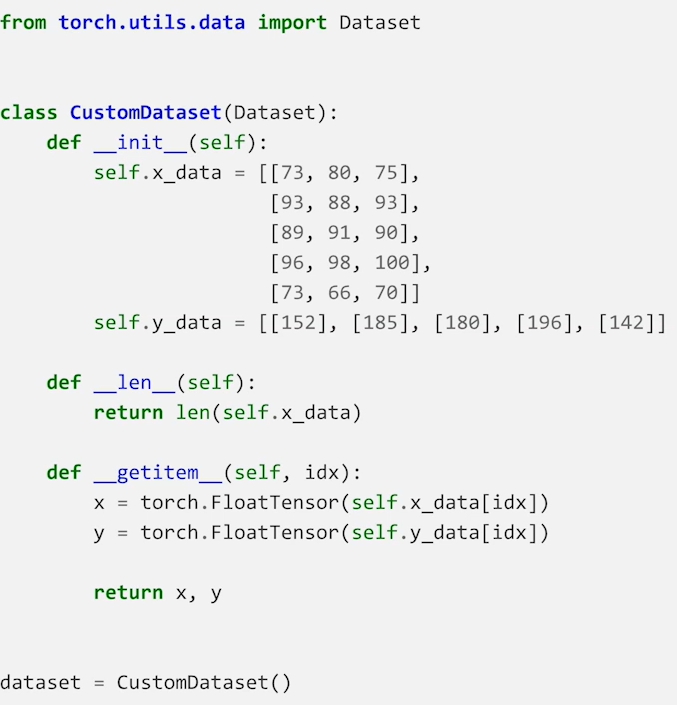 from torch.utils.data import Dataset
class CustomDataset(Dataset):
    def __init__(self):
        self.x_data = [[73, 80, 75],
                       [93, 88, 93],
                       [89, 91, 90],
                       [96, 98, 100],
                       [73, 66, 70]]
        self.y_data = [[152], [185], [180], [196], [142]]
    def __len__(self):
        return len(self.x_data)
    def __getitem__(self, idx):
        x = torch.FloatTensor(self.x_data[idx])
        y = torch.FloatTensor(self.y_data[idx])
        return x, y
dataset = CustomDataset()